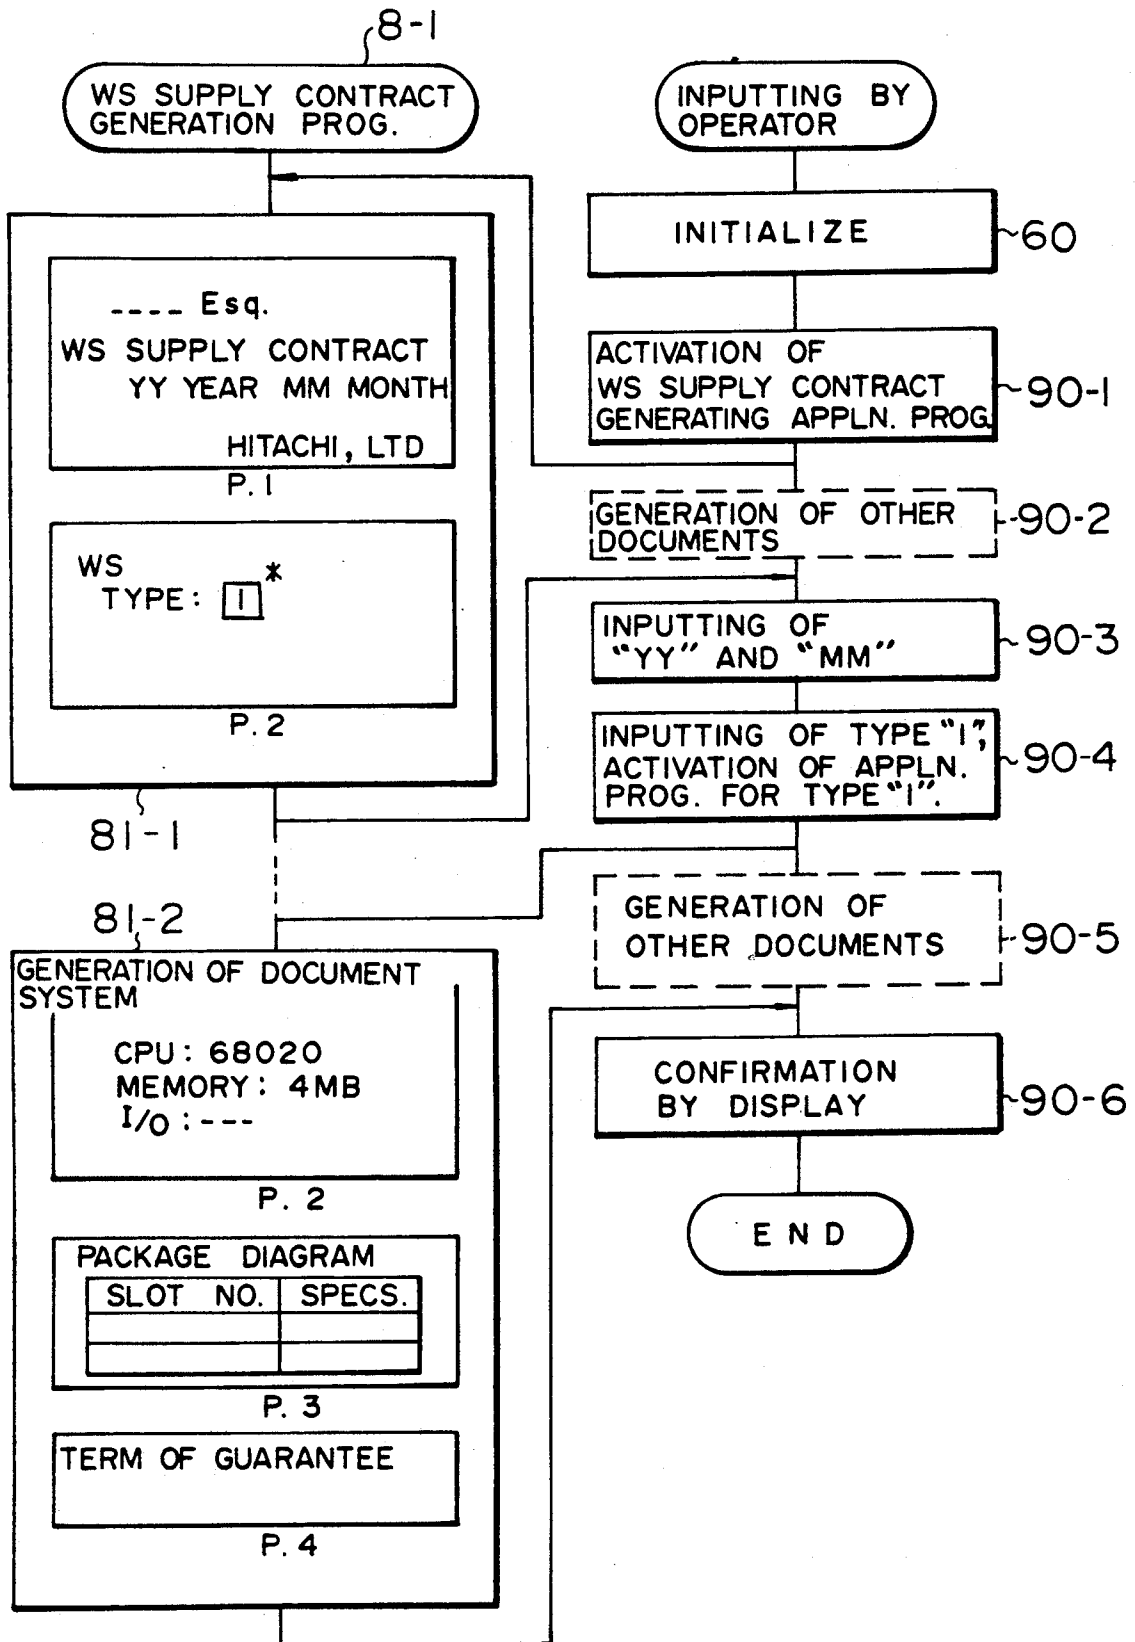 8-1
WS SUPPLY CONTRACT
GENERATION PROG.
---- Esq.
WS SUPPLY CONTRACT
YY YEAR MM MONTH
HITACHI, LTD
P. 1
WS
TYPE: 1*
P. 2
81-1
81-2
GENERATION OF DOCUMENT
SYSTEM
CPU: 68020
MEMORY: 4MB
I/O: ---
P. 2
PACKAGE DIAGRAM
SLOT NO. SPECS.
P. 3
TERM OF GUARANTEE
P. 4
INPUTTING BY
OPERATOR
INITIALIZE
60
ACTIVATION OF
WS SUPPLY CONTRACT
GENERATING APPLN. PROG.
90-1
GENERATION OF OTHER
DOCUMENTS
90-2
INPUTTING OF
"YY" AND "MM"
90-3
INPUTTING OF TYPE "1",
ACTIVATION OF APPLN.
PROG. FOR TYPE "1".
90-4
GENERATION OF
OTHER DOCUMENTS
90-5
CONFIRMATION
BY DISPLAY
90-6
END